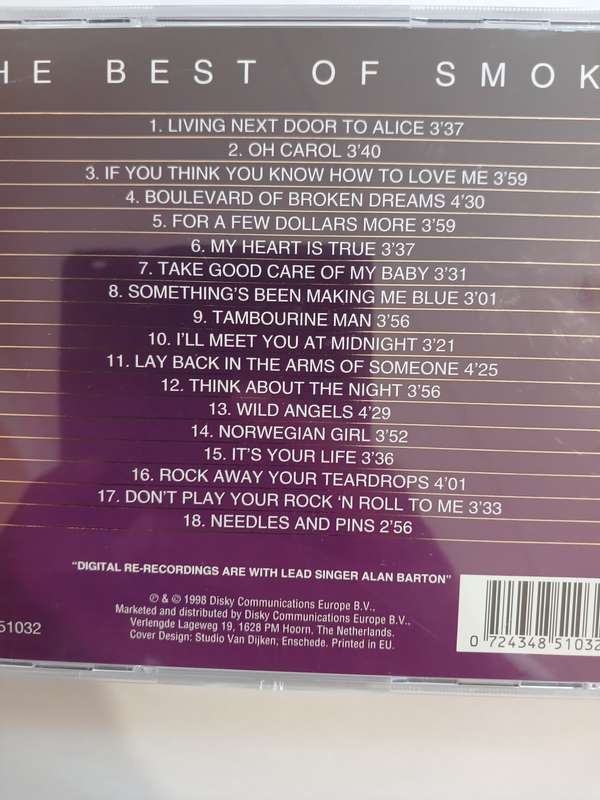 HE BEST OF SMOK
1. LIVING NEXT DOOR TO ALICE 3'37
2. OH CAROL 3'40
3. IF YOU THINK YOU KNOW HOW TO LOVE ME 3'59
4. BOULEVARD OF BROKEN DREAMS 4'30
5. FOR A FEW DOLLARS MORE 3'59
6. MY HEART IS TRUE 3'37
7. TAKE GOOD CARE OF MY BABY 3'31
8. SOMETHING'S BEEN MAKING ME BLUE 3'01
9. TAMBOURINE MAN 3'56
10. I'LL MEET YOU AT MIDNIGHT 3'21
11. LAY BACK IN THE ARMS OF SOMEONE 4'25
12. THINK ABOUT THE NIGHT 3'56
13. WILD ANGELS 4'29
14. NORWEGIAN GIRL 3'52
15. IT'S YOUR LIFE 3'36
16. ROCK AWAY YOUR TEARDROPS 4'01
17. DON'T PLAY YOUR ROCK 'N ROLL TO ME 3'33
18. NEEDLES AND PINS 2'56
"DIGITAL RE-RECORDINGS ARE WITH LEAD SINGER ALAN BARTON"
℗ & © 1998 Disky Communications Europe B.V.,
Marketed and distributed by Disky Communications Europe B.V.,
Verlengde Lageweg 19, 1628 PM Hoorn, The Netherlands.
Cover Design: Studio Van Dijken, Enschede. Printed in EU.
51032
0 724348 51032